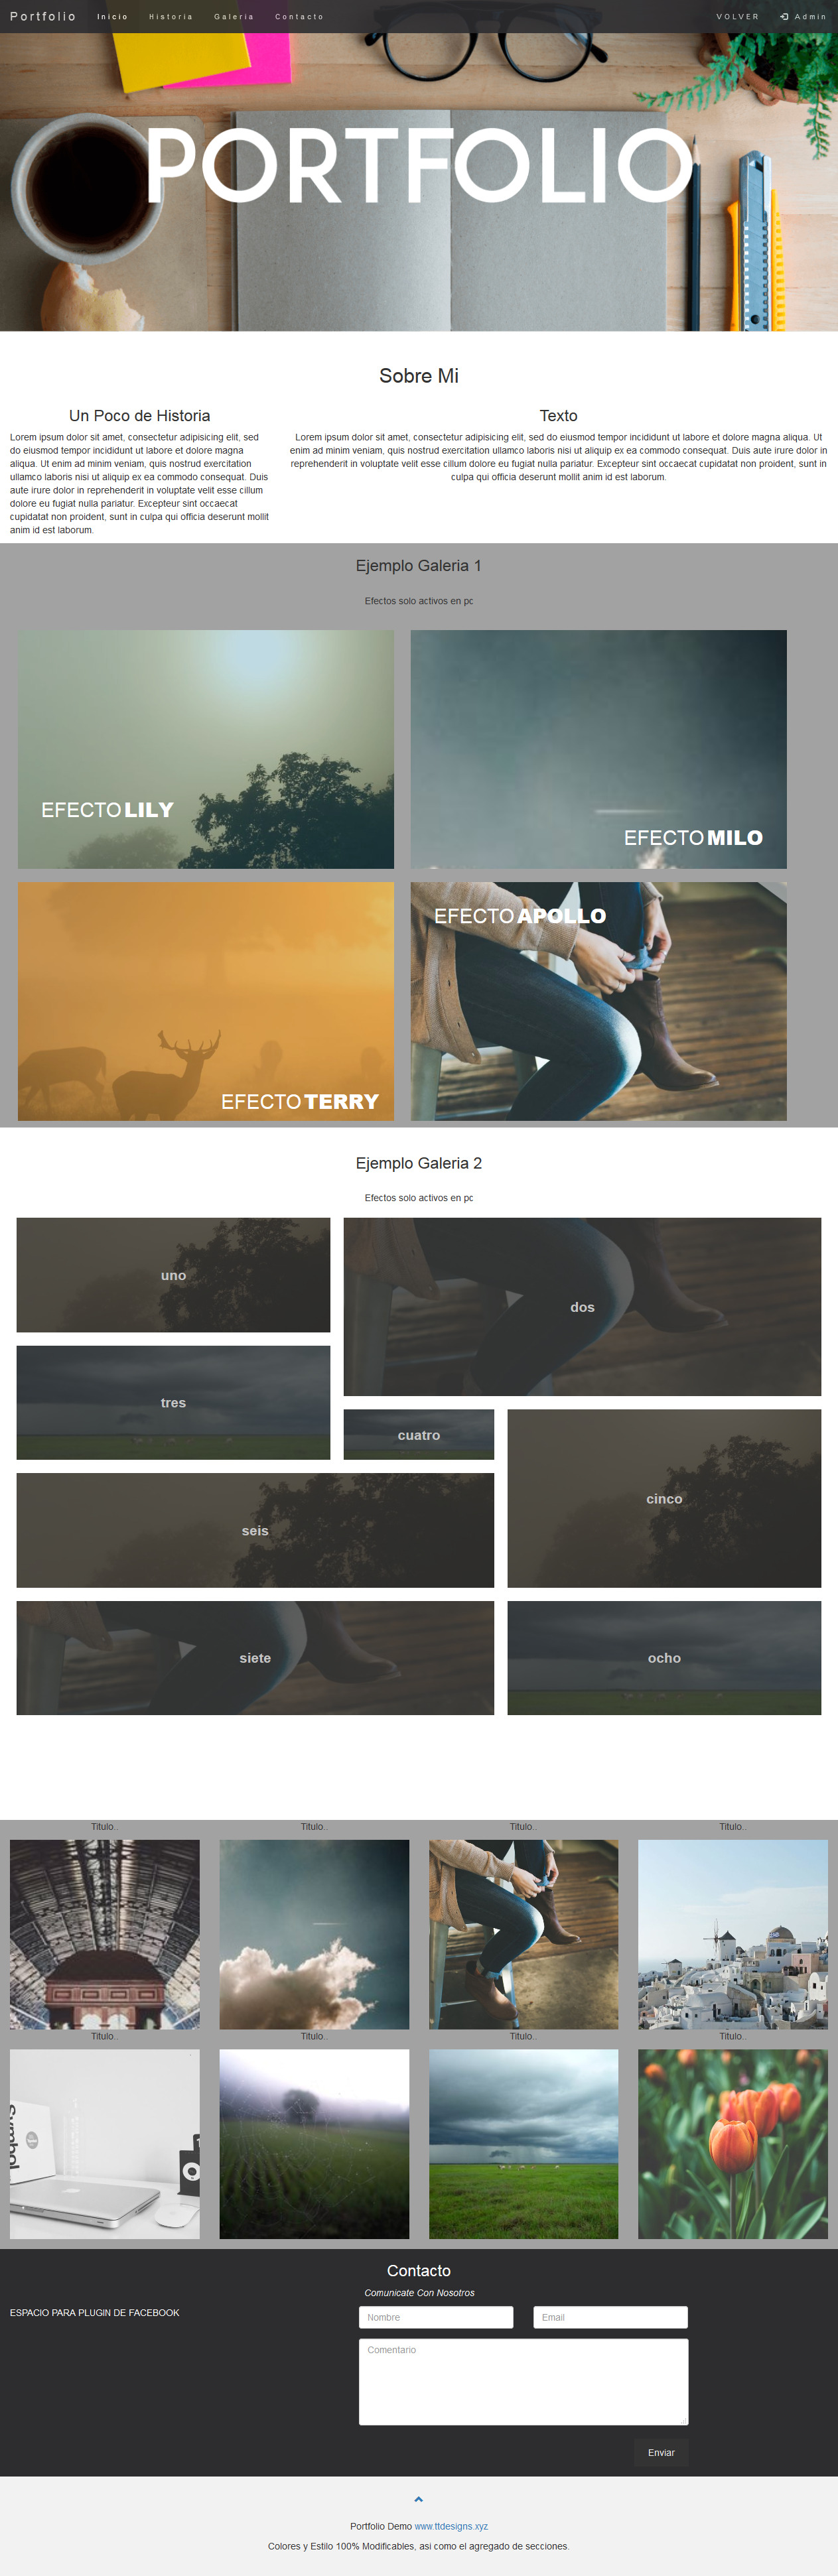 Portfolio Inicio Historia Galeria Contacto VOLVER Admin
PORTFOLIO
Sobre Mi
Un Poco de Historia
Lorem ipsum dolor sit amet, consectetur adipisicing elit, sed
do eiusmod tempor incididunt ut labore et dolore magna
aliqua. Ut enim ad minim veniam, quis nostrud exercitation
ullamco laboris nisi ut aliquip ex ea commodo consequat. Duis
aute irure dolor in reprehenderit in voluptate velit esse cillum
dolore eu fugiat nulla pariatur. Excepteur sint occaecat
cupidatat non proident, sunt in culpa qui officia deserunt mollit
anim id est laborum.
Texto
Lorem ipsum dolor sit amet, consectetur adipisicing elit, sed do eiusmod tempor incididunt ut labore et dolore magna aliqua. Ut
enim ad minim veniam, quis nostrud exercitation ullamco laboris nisi ut aliquip ex ea commodo consequat. Duis aute irure dolor in
reprehenderit in voluptate velit esse cillum dolore eu fugiat nulla pariatur. Excepteur sint occaecat cupidatat non proident, sunt in
culpa qui officia deserunt mollit anim id est laborum.
Ejemplo Galeria 1
Efectos solo activos en pc
EFECTO LILY
EFECTO MILO
EFECTO TERRY
EFECTO APOLLO
Ejemplo Galeria 2
Efectos solo activos en pc
uno
dos
tres
cuatro
cinco
seis
siete
ocho
Titulo..
Titulo..
Titulo..
Titulo..
Titulo..
Titulo..
Titulo..
Titulo..
Symbol
Contacto
Comunicate Con Nosotros
ESPACIO PARA PLUGIN DE FACEBOOK
Nombre
Email
Comentario
Enviar
Portfolio Demo www.ttdesigns.xyz
Colores y Estilo 100% Modificables, asi como el agregado de secciones.